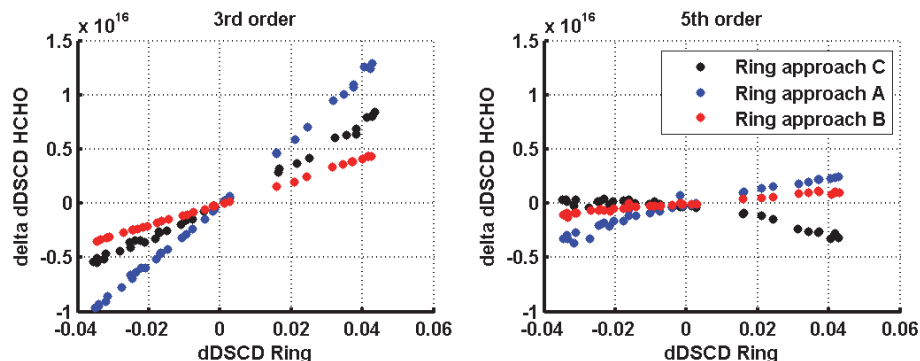 3rd order
x 10^16
1.5
1
0.5
0
-0.5
-1
-0.04
-0.02
0
0.02
0.04
0.06
delta dDSCD HCHO
dDSCD Ring
5th order
x 10^16
1.5
1
0.5
0
-0.5
-1
-0.04
-0.02
0
0.02
0.04
0.06
delta dDSCD HCHO
dDSCD Ring
Ring approach C
Ring approach A
Ring approach B